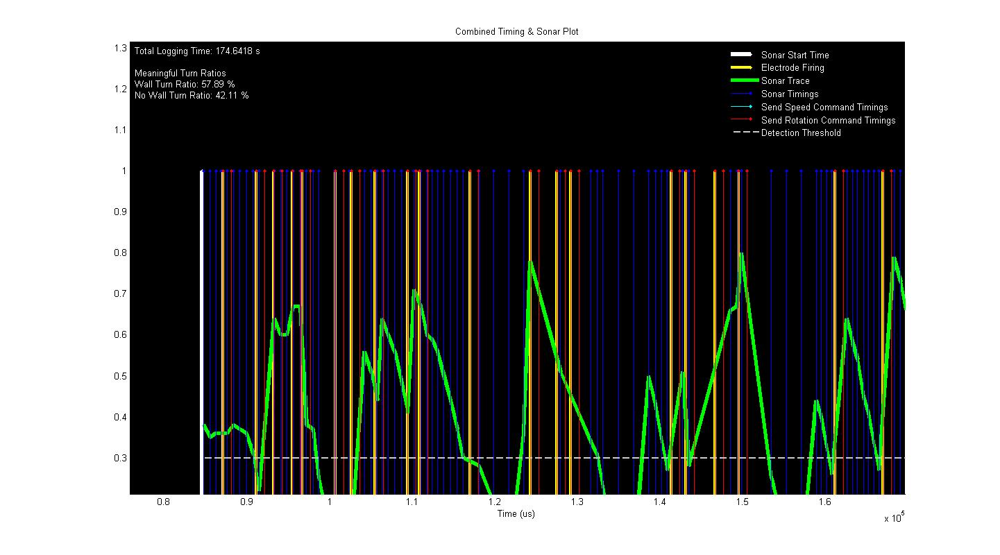 Combined Timing & Sonar Plot
Total Logging Time: 174.6418 s
Meaningful Turn Ratios
Wall Turn Ratio: 57.89 %
No Wall Turn Ratio: 42.11 %
Sonar Start Time
Electrode Firing
Sonar Trace
Sonar Timings
Send Speed Command Timings
Send Rotation Command Timings
Detection Threshold
1.3
1.2
1.1
1
0.9
0.8
0.7
0.6
0.5
0.4
0.3
0.8 0.9 1 1.1 1.2 1.3 1.4 1.5 1.6
Time (us)
x 10^5